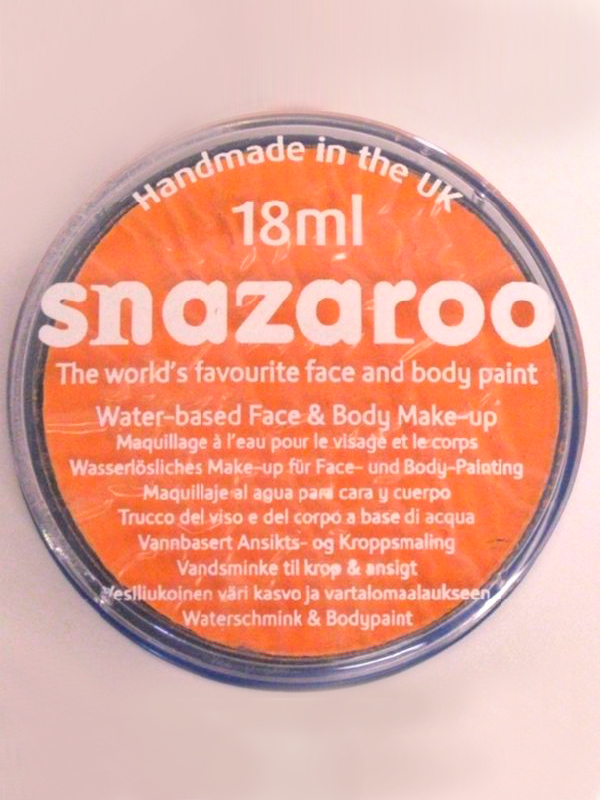 Handmade in the UK
18ml
snazaroo
The world's favourite face and body paint
Water-based Face & Body Make-up
Maquillage à l'eau pour le visage et le corps
Wasserlösliches Make-up für Face- und Body-Painting
Maquillaje al agua para cara y cuerpo
Trucco del viso e del corpo a base di acqua
Vannbasert Ansikts- og Kroppsmaling
Vandsminke til krop & ansigt
Vesiliukoinen väri kasvo ja vartalomaalaukseen
Waterschmink & Bodypaint